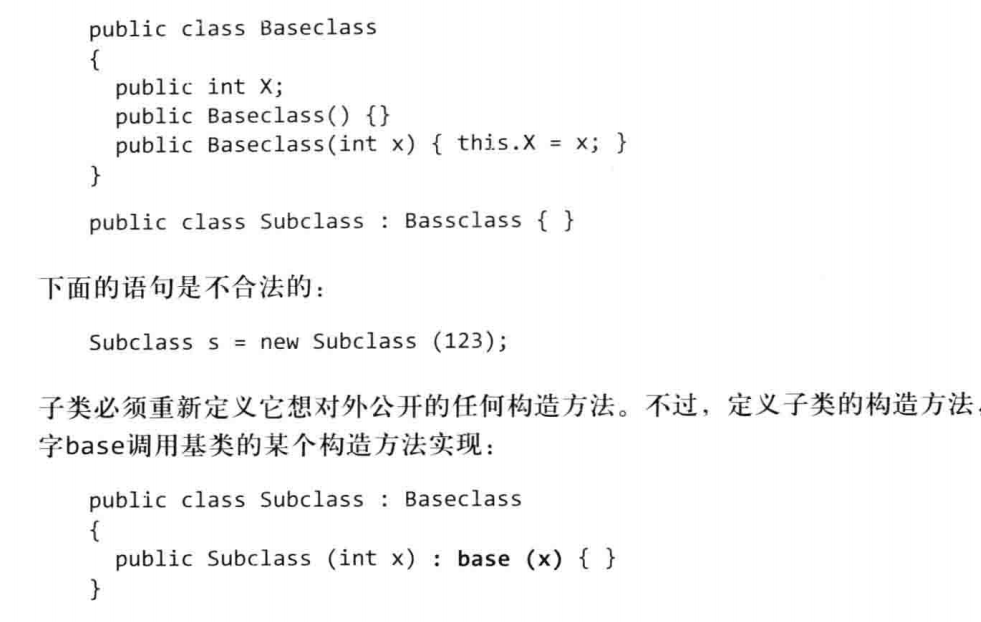 public class Baseclass
{
  public int X;
  public Baseclass() {}
  public Baseclass(int x) { this.X = x; }
}
public class Subclass : Bassclass { }
下面的语句是不合法的：
Subclass s = new Subclass (123);
子类必须重新定义它想对外公开的任何构造方法。不过，定义子类的构造方法，
字base调用基类的某个构造方法实现：
public class Subclass : Baseclass
{
  public Subclass (int x) : base (x) { }
}